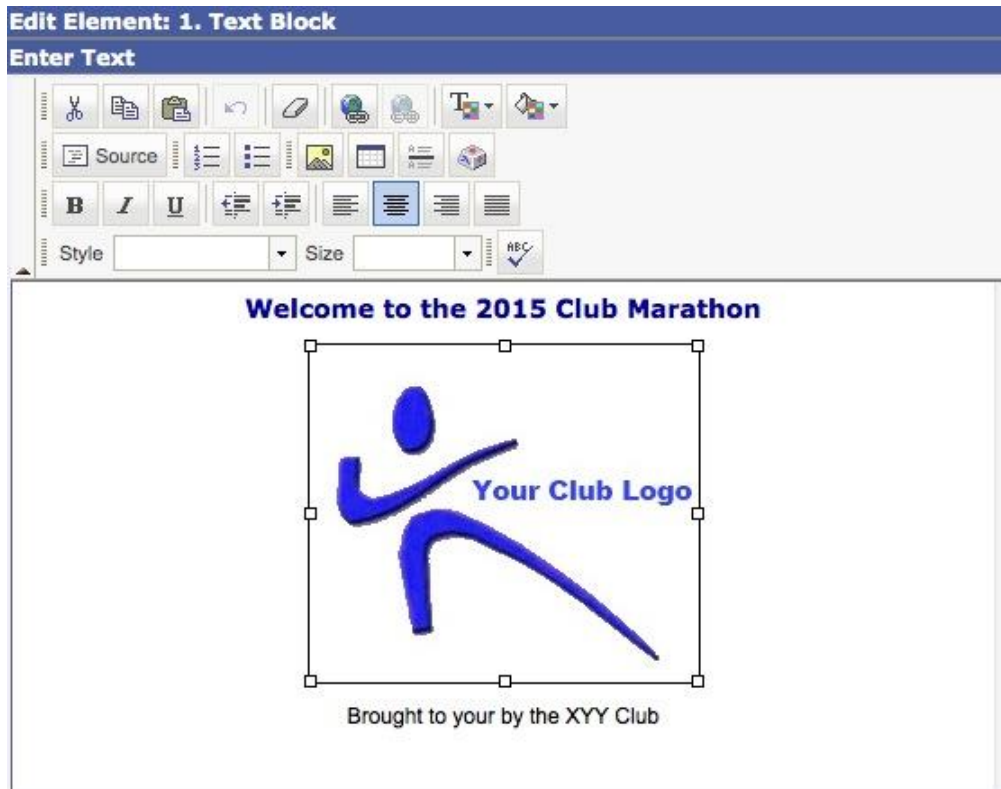 Edit Element: 1. Text Block
Enter Text
T
Source
B I U
Style Size ABC
Welcome to the 2015 Club Marathon
Your Club Logo
Brought to your by the XYY Club